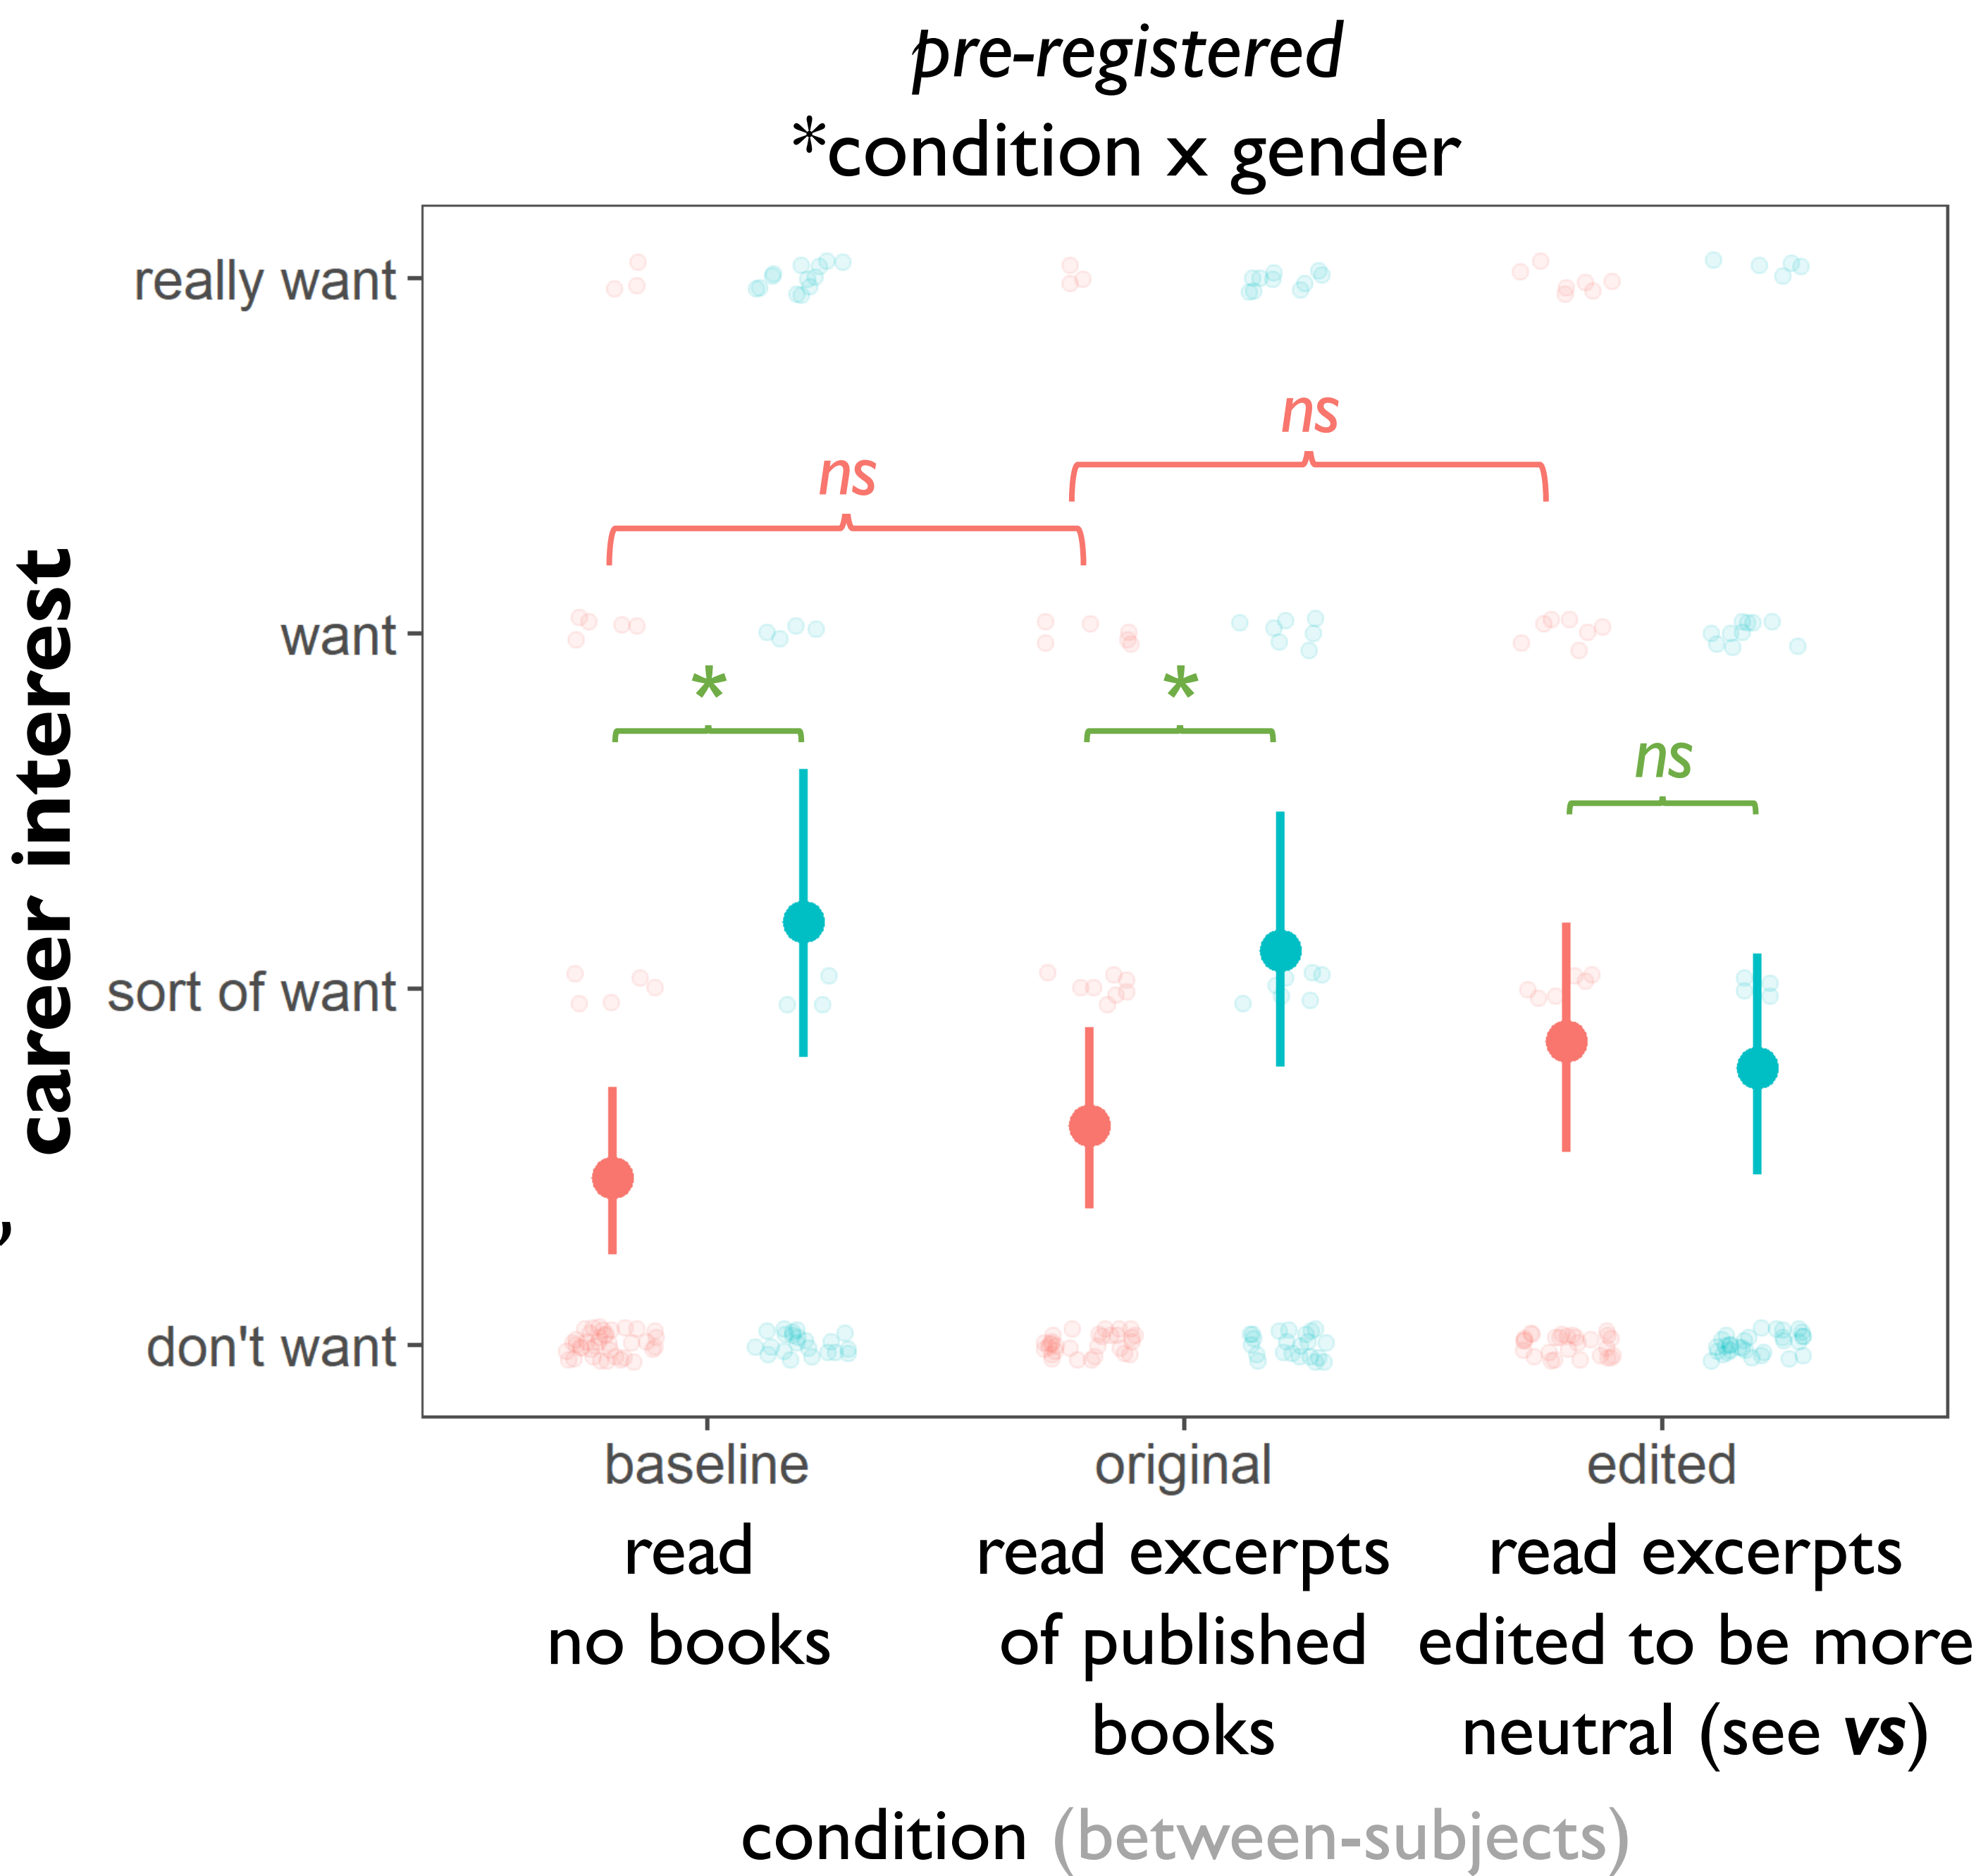 pre-registered
*condition x gender
career interest
really want
want
sort of want
don't want
ns
ns
*
*
ns
baseline
original
edited
read
no books
read excerpts
of published
books
read excerpts
edited to be more
neutral (see vs)
condition (between-subjects)